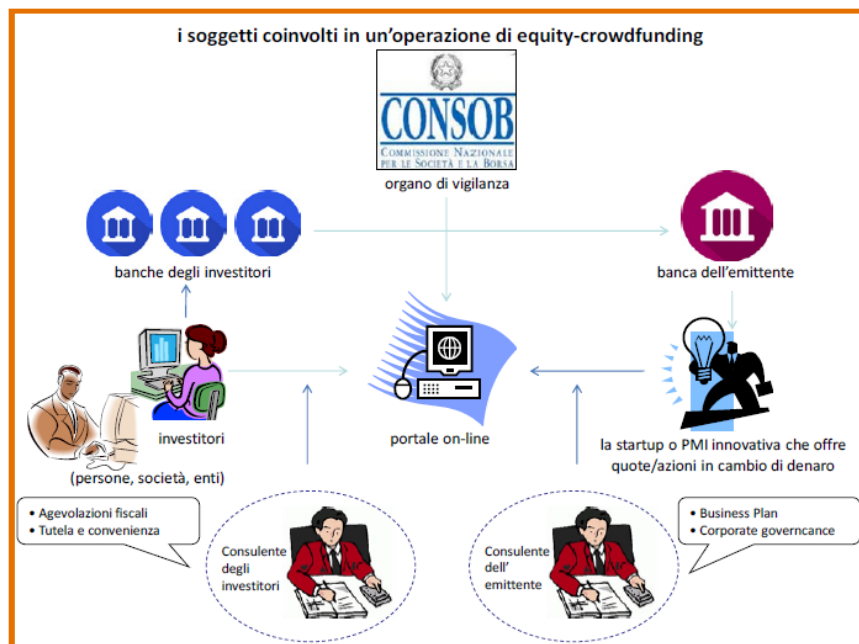 i soggetti coinvolti in un'operazione di equity-crowdfunding
CONSOB
COMMISSIONE NAZIONALE
PER LE SOCIETÀ E LA BORSA
organo di vigilanza
banche degli investitori
banca dell'emittente
investitori
(persone, società, enti)
portale on-line
la startup o PMI innovativa che offre
quote/azioni in cambio di denaro
• Agevolazioni fiscali
• Tutela e convenienza
Consulente
degli
investitori
Consulente
dell'
emittente
• Business Plan
• Corporate governcance